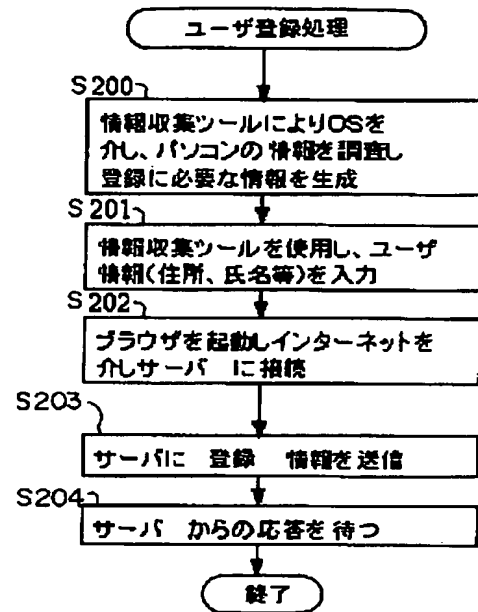 ユーザ登録処理
S200
情報収集ツールによりOSを
介し、パソコンの情報を調査し
登録に必要な情報を生成
S201
情報収集ツールを使用し、ユーザ
情報(住所、氏名等)を入力
S202
ブラウザを起動しインターネットを
介しサーバ に接続
S203
サーバに 登録 情報を送信
S204
サーバ からの応答を待つ
終了